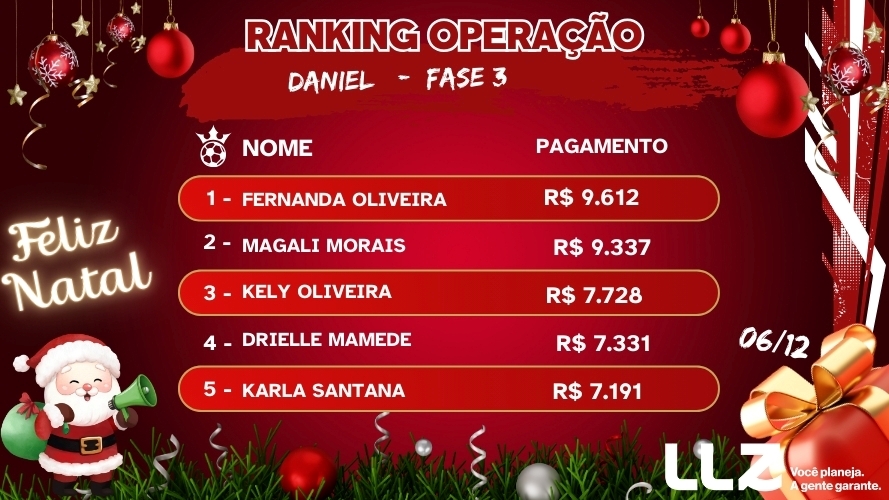 RANKING OPERAÇÃO
DANIEL - FASE 3
NOME PAGAMENTO
1 - FERNANDA OLIVEIRA R$ 9.612
2 - MAGALI MORAIS R$ 9.337
3 - KELY OLIVEIRA R$ 7.728
4 - DRIELLE MAMEDE R$ 7.331
5 - KARLA SANTANA R$ 7.191
Feliz
Natal
06/12
LLZ
Você planeja.
A gente garante.